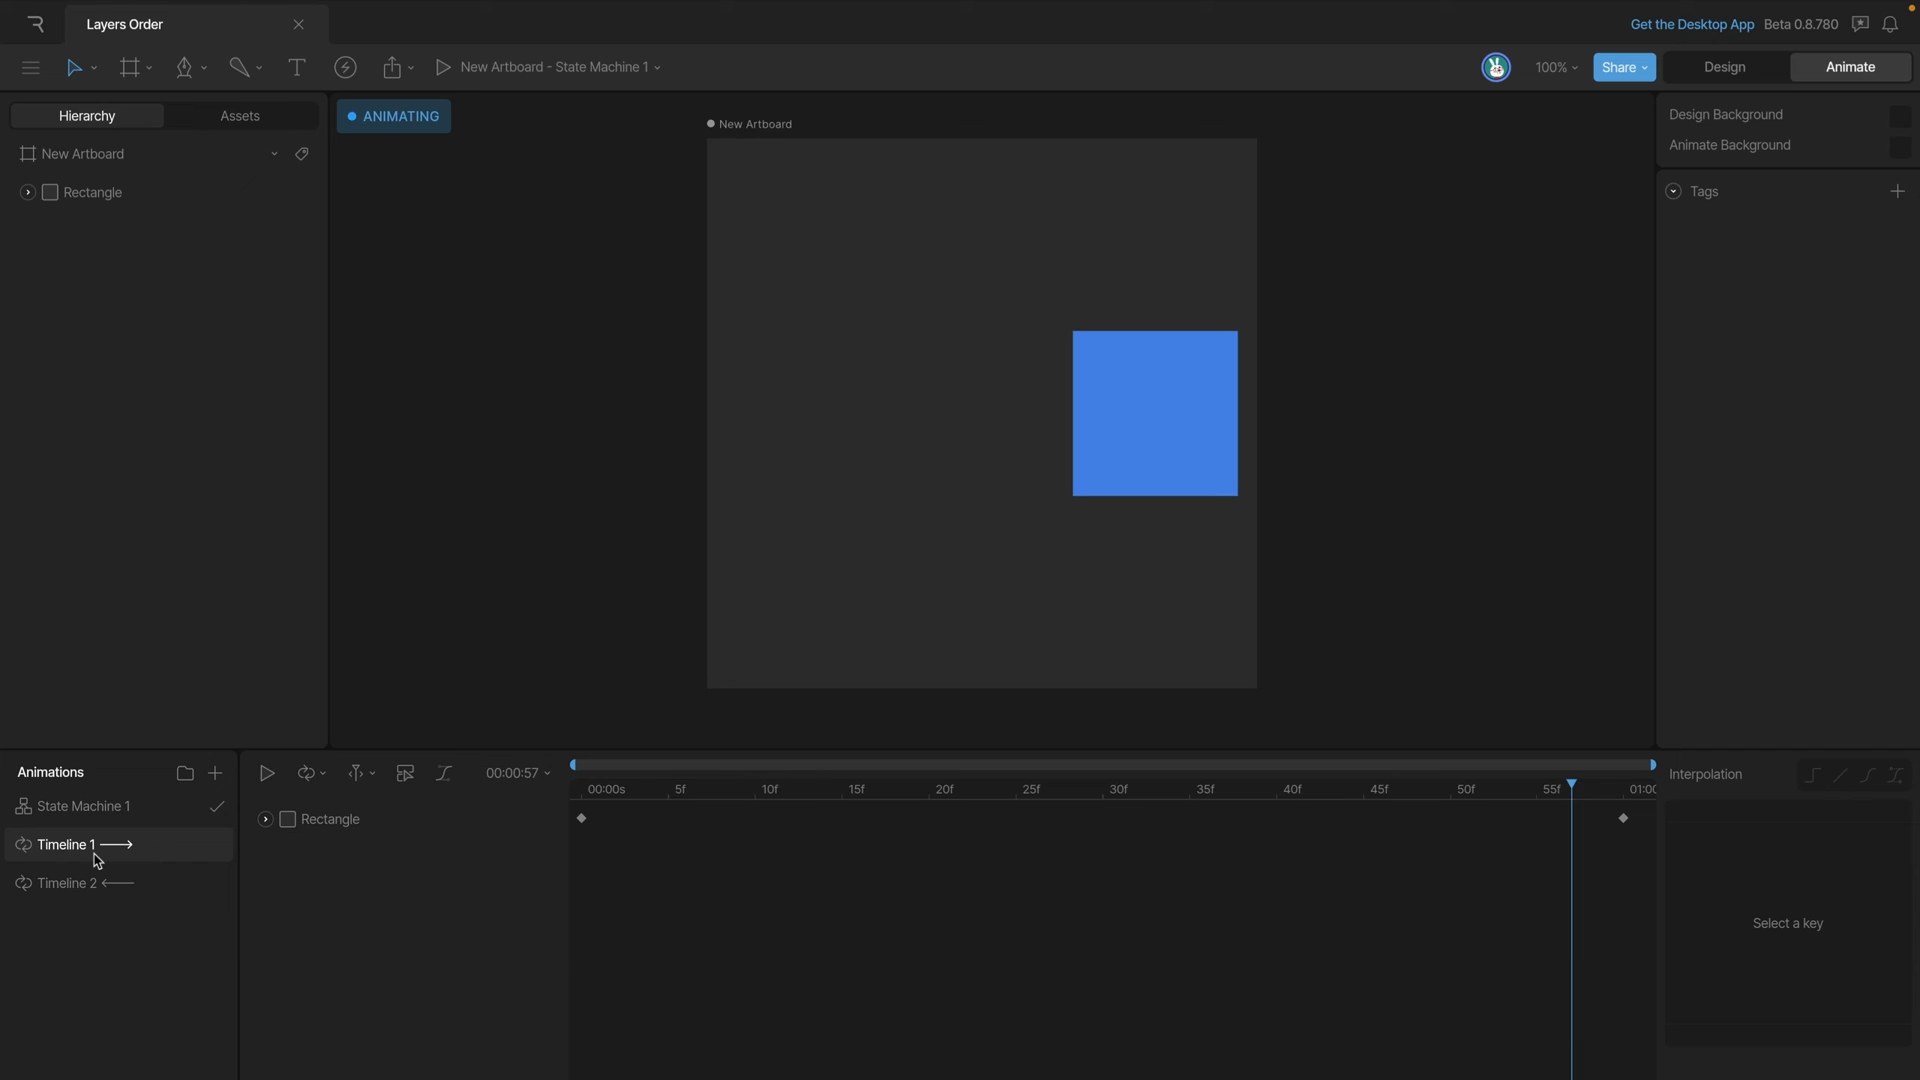 Layers Order
Get the Desktop App Beta 0.8.780
New Artboard - State Machine 1
100%
Share
Design
Animate
Hierarchy
Assets
ANIMATING
New Artboard
Design Background
Animate Background
New Artboard
Rectangle
Tags
Animations
00:00:57
Interpolation
00:00s 5f 10f 15f 20f 25f 30f 35f 40f 45f 50f 55f 01:00
State Machine 1
Rectangle
Timeline 1 ⟶
Timeline 2 ⟵
Select a key